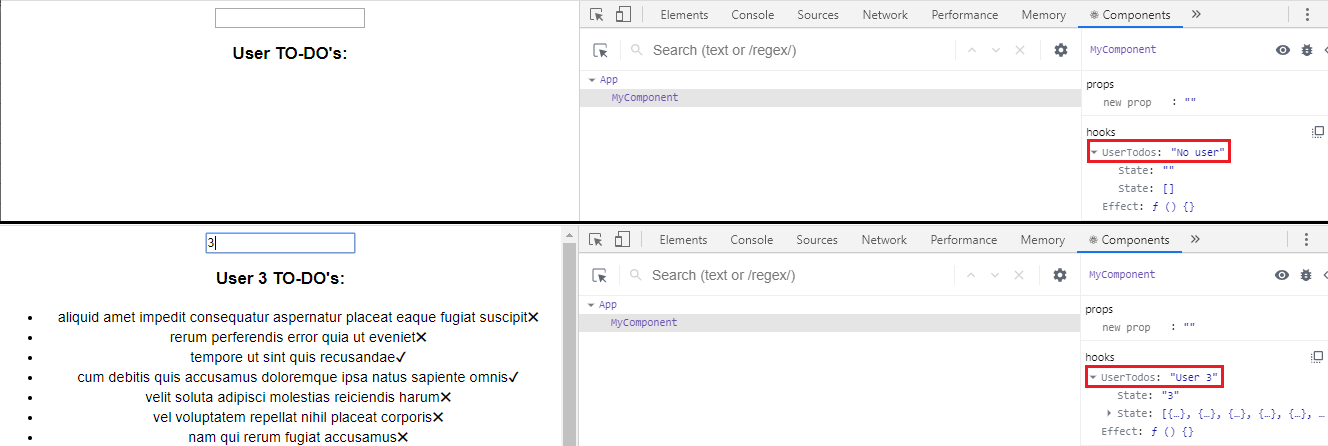 User TO-DO's:
Elements Console Sources Network Performance Memory Components »
Search (text or /regex/)
MyComponent
App
MyComponent
props
new prop : ""
hooks
UserTodos: "No user"
State: ""
State: []
Effect: ƒ () {}
3
User 3 TO-DO's:
aliquid amet impedit consequatur aspernatur placeat eaque fugiat suscipit❌
rerum perferendis error quia ut eveniet❌
tempore ut sint quis recusandae✔
cum debitis quis accusamus doloremque ipsa natus sapiente omnis✔
velit soluta adipisci molestias reiciendis harum❌
vel voluptatem repellat nihil placeat corporis❌
nam qui rerum fugiat accusamus❌
Elements Console Sources Network Performance Memory Components »
Search (text or /regex/)
MyComponent
App
MyComponent
props
new prop : ""
hooks
UserTodos: "User 3"
State: "3"
State: [{…}, {…}, {…}, {…}, {…}, …
Effect: ƒ () {}